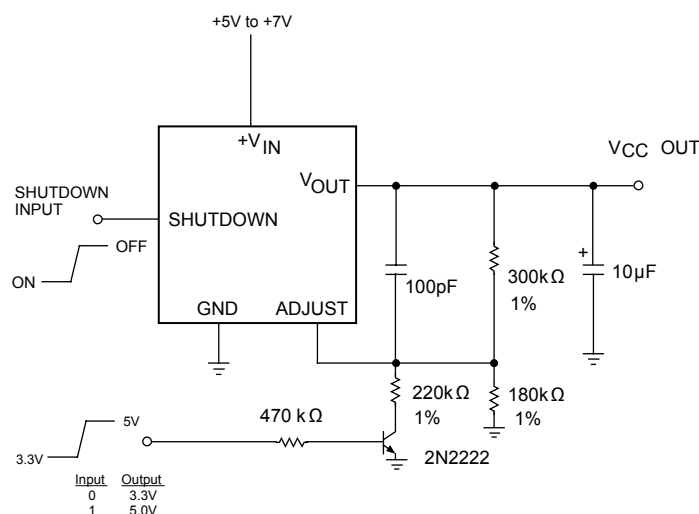 +5V to +7V
+VIN
VCC OUT
VOUT
SHUTDOWN
INPUT
SHUTDOWN
OFF
ON
100pF
300kΩ
1%
+
10µF
GND
ADJUST
220kΩ
1%
180kΩ
1%
470 kΩ
5V
3.3V
2N2222
Input Output
0 3.3V
1 5.0V